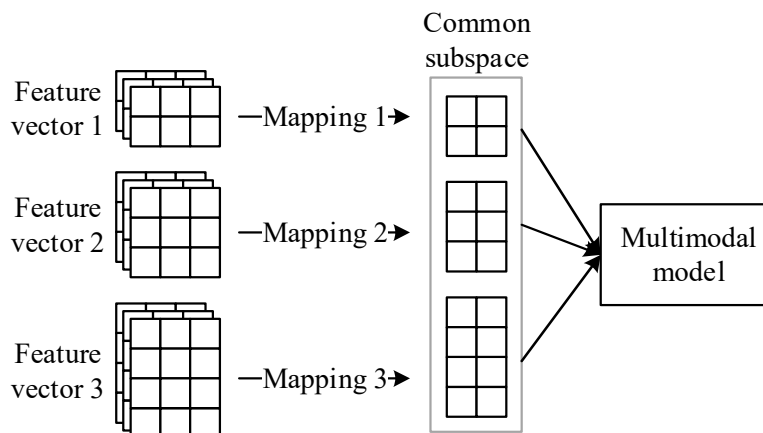 Common
subspace
Feature
vector 1
Mapping 1
Feature
vector 2
Mapping 2
Multimodal
model
Feature
vector 3
Mapping 3